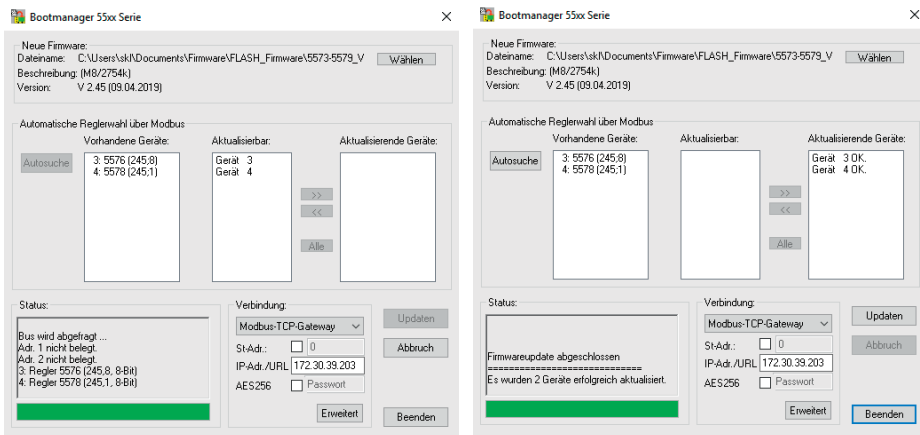 Bootmanager 55xx Serie
Neue Firmware:
Dateiname: C:\Users\skl\Documents\Firmware\FLASH_Firmware\5573-5579_V
Wählen
Beschreibung: (M8/2754k)
Version: V 2.45 (09.04.2019)
Automatische Reglerwahl über Modbus
Vorhandene Geräte: Aktualisierbar: Aktualisierende Geräte:
Autosuche
3: 5576 (245;8)
4: 5578 (245;1)
Gerät 3
Gerät 4
>>
<<
Alle
Status:
Bus wird abgefragt ...
Adr. 1 nicht belegt.
Adr. 2 nicht belegt.
3: Regler 5576 (245,8, 8-Bit)
4: Regler 5578 (245,1, 8-Bit)
Verbindung:
Modbus-TCP-Gateway
St-Adr.: 0
IP-Adr./URL 172.30.39.203
AES256 Passwort
Erweitert
Updaten
Abbruch
Beenden
Bootmanager 55xx Serie
Neue Firmware:
Dateiname: C:\Users\skl\Documents\Firmware\FLASH_Firmware\5573-5579_V
Wählen
Beschreibung: (M8/2754k)
Version: V 2.45 (09.04.2019)
Automatische Reglerwahl über Modbus
Vorhandene Geräte: Aktualisierbar: Aktualisierende Geräte:
Autosuche
3: 5576 (245;8)
4: 5578 (245;1)
Gerät 3 OK.
Gerät 4 OK.
>>
<<
Alle
Status:
Firmwareupdate abgeschlossen
============================
Es wurden 2 Geräte erfolgreich aktualisiert.
Verbindung:
Modbus-TCP-Gateway
St-Adr.: 0
IP-Adr./URL 172.30.39.203
AES256 Passwort
Erweitert
Updaten
Abbruch
Beenden